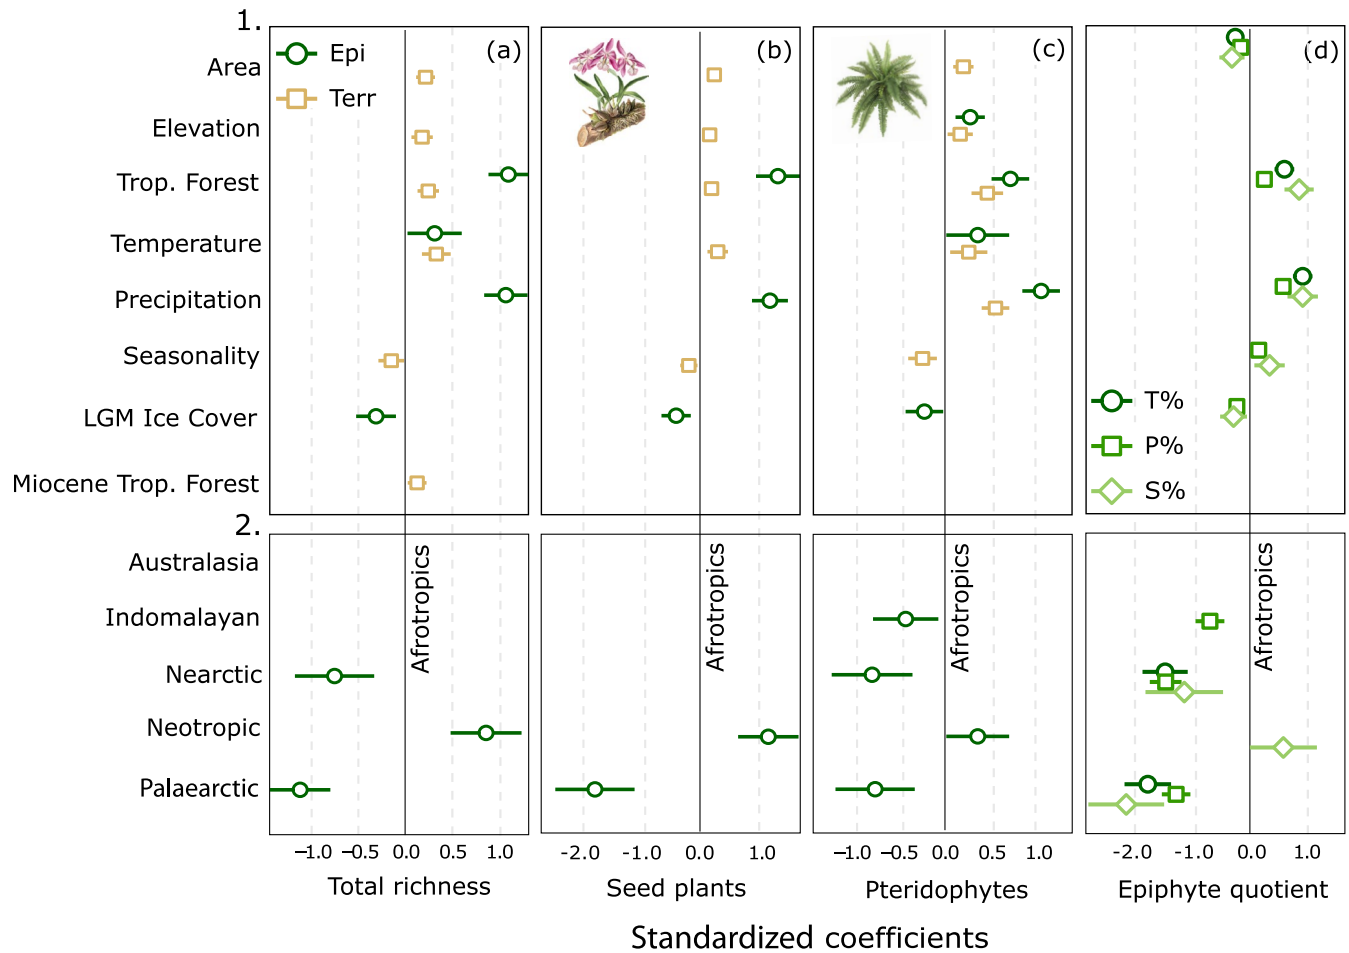 1.
Area
Elevation
Trop. Forest
Temperature
Precipitation
Seasonality
LGM Ice Cover
Miocene Trop. Forest
Epi
Terr
(a)
(b)
(c)
(d)
T%
P%
S%
2.
Australasia
Indomalayan
Nearctic
Neotropic
Palaearctic
Afrotropics
Afrotropics
Afrotropics
Afrotropics
−1.0 −0.5 0.0 0.5 1.0
-2.0 -1.0 0.0 1.0
−1.0 −0.5 0.0 0.5 1.0
-2.0 -1.0 0.0 1.0
Total richness
Seed plants
Pteridophytes
Epiphyte quotient
Standardized coefficients